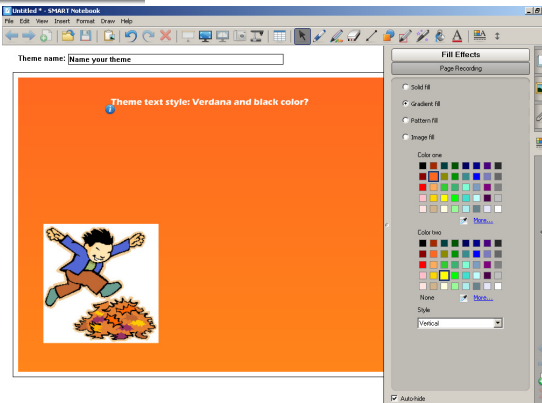 Untitled * - SMART Notebook
File Edit View Insert Format Draw Help
Theme name: Name your theme
Theme text style: Verdana and black color?
Fill Effects
Page Recording
Solid fill
Gradient fill
Pattern fill
Image fill
Color one
More...
Color two
None More...
Style
Vertical
Auto-hide